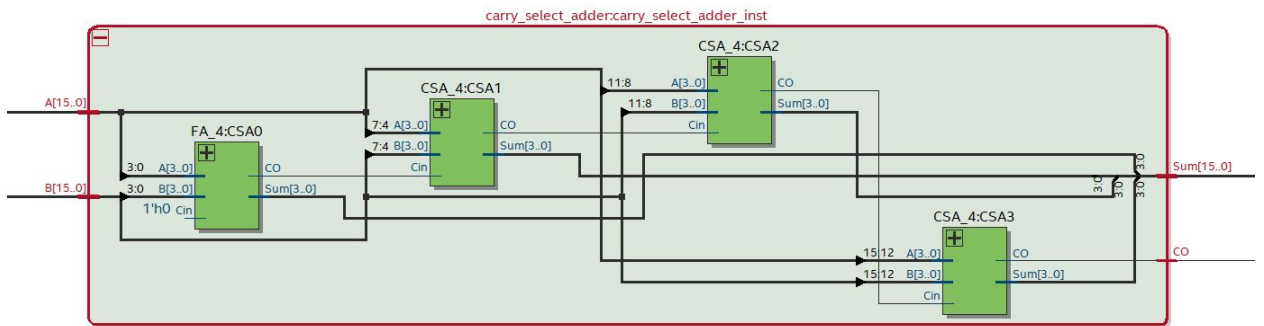 carry_select_adder:carry_select_adder_inst
CSA_4:CSA2
11:8 A[3..0] CO
11:8 B[3..0] Sum[3..0]
Cin
CSA_4:CSA1
7:4 A[3..0] CO
7:4 B[3..0] Sum[3..0]
Cin
A[15..0]
FA_4:CSA0
3:0 A[3..0] CO
3:0 B[3..0] Sum[3..0]
1'h0 Cin
B[15..0]
3:0
3:0
3:0
3:0
Sum[15..0]
CSA_4:CSA3
15:12 A[3..0] CO
15:12 B[3..0] Sum[3..0]
Cin
CO